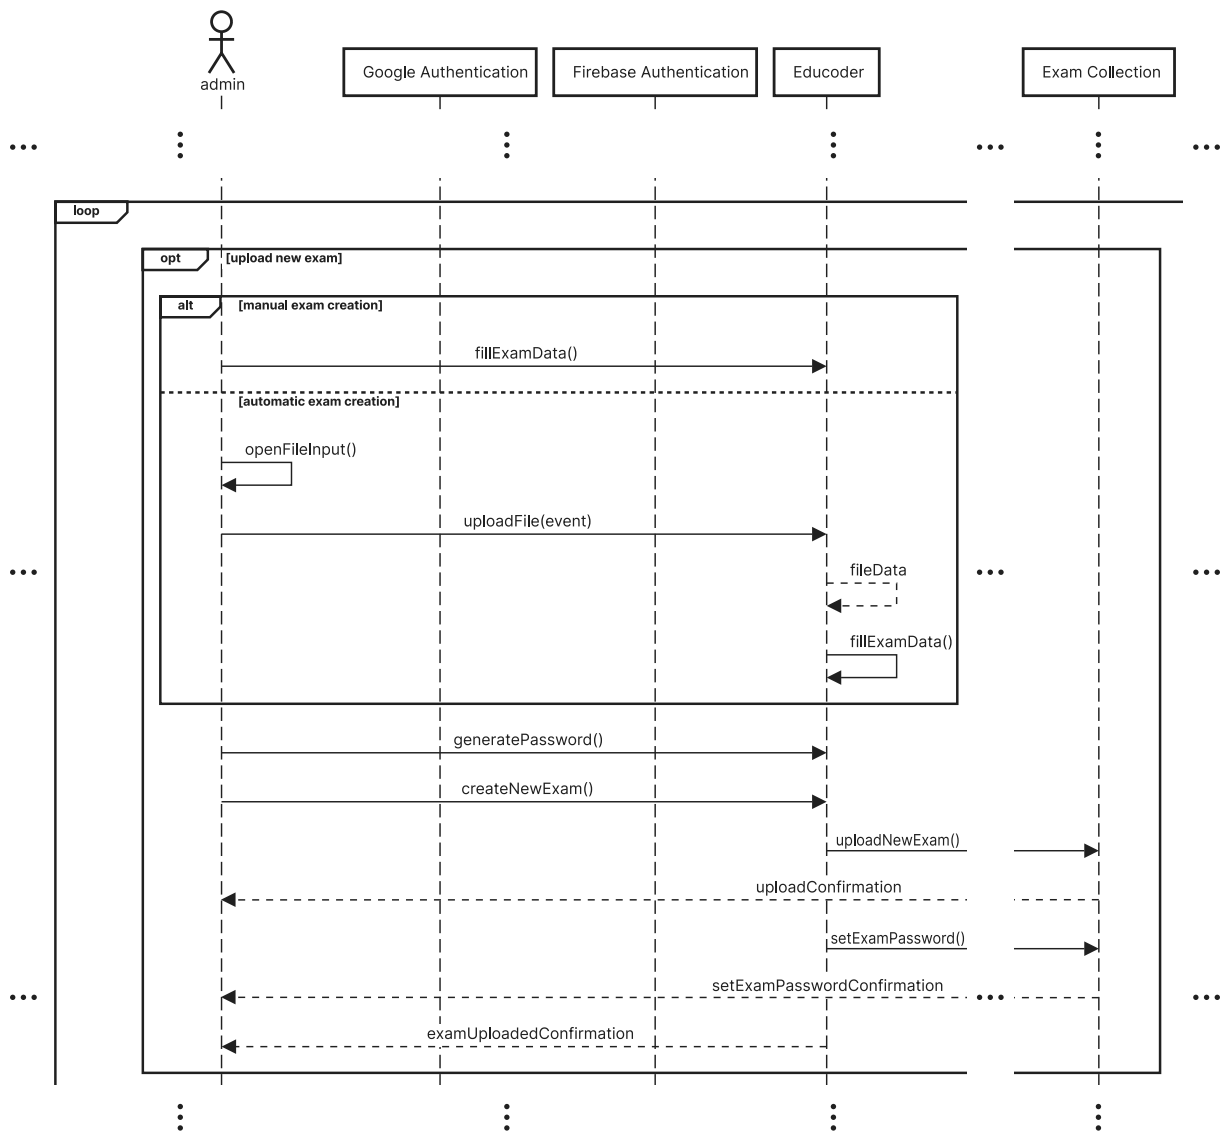 admin
Google Authentication
Firebase Authentication
Educoder
Exam Collection
loop
opt
[upload new exam]
alt
[manual exam creation]
fillExamData()
[automatic exam creation]
openFileInput()
uploadFile(event)
fileData
fillExamData()
generatePassword()
createNewExam()
uploadNewExam()
uploadConfirmation
setExamPassword()
setExamPasswordConfirmation
examUploadedConfirmation